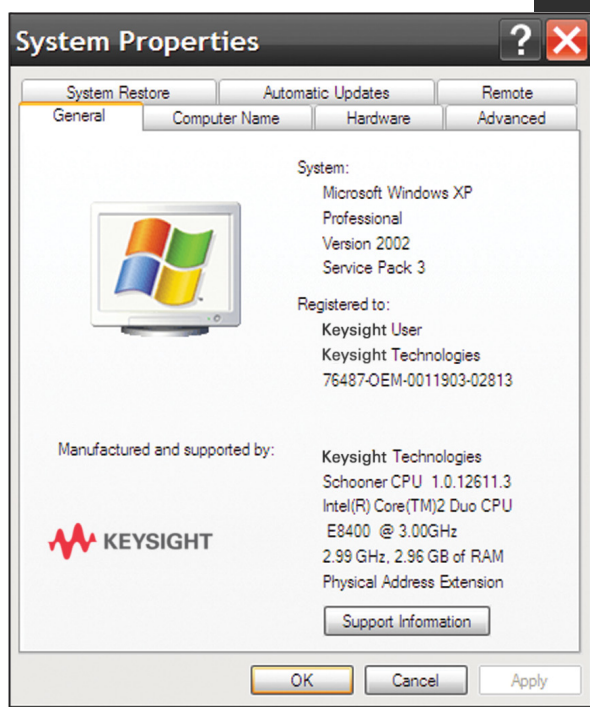 System Properties
?
System Restore Automatic Updates Remote
General Computer Name Hardware Advanced
System:
Microsoft Windows XP
Professional
Version 2002
Service Pack 3
Registered to:
Keysight User
Keysight Technologies
76487-OEM-0011903-02813
Manufactured and supported by:
KEYSIGHT
Keysight Technologies
Schooner CPU 1.0.12611.3
Intel(R) Core(TM)2 Duo CPU
E8400 @ 3.00GHz
2.99 GHz, 2.96 GB of RAM
Physical Address Extension
Support Information
OK Cancel Apply